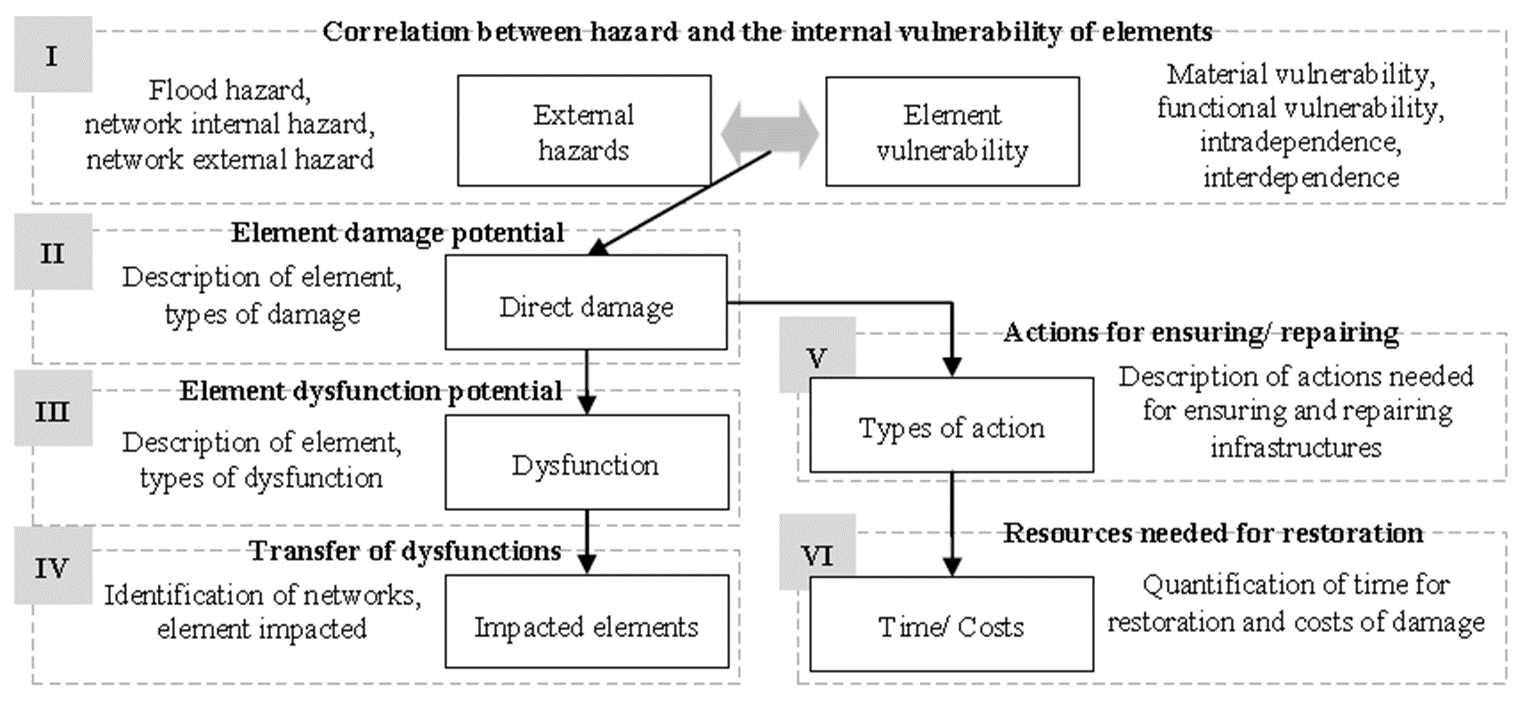 I
Correlation between hazard and the internal vulnerability of elements
Flood hazard,
network internal hazard,
network external hazard
External
hazards
Element
vulnerability
Material vulnerability,
functional vulnerability,
intradependence,
interdependence
II
Element damage potential
Description of element,
types of damage
Direct damage
III
Element dysfunction potential
Description of element,
types of dysfunction
Dysfunction
IV
Transfer of dysfunctions
Identification of networks,
element impacted
Impacted elements
V
Actions for ensuring/ repairing
Types of action
Description of actions needed
for ensuring and repairing
infrastructures
VI
Resources needed for restoration
Time/ Costs
Quantification of time for
restoration and costs of damage